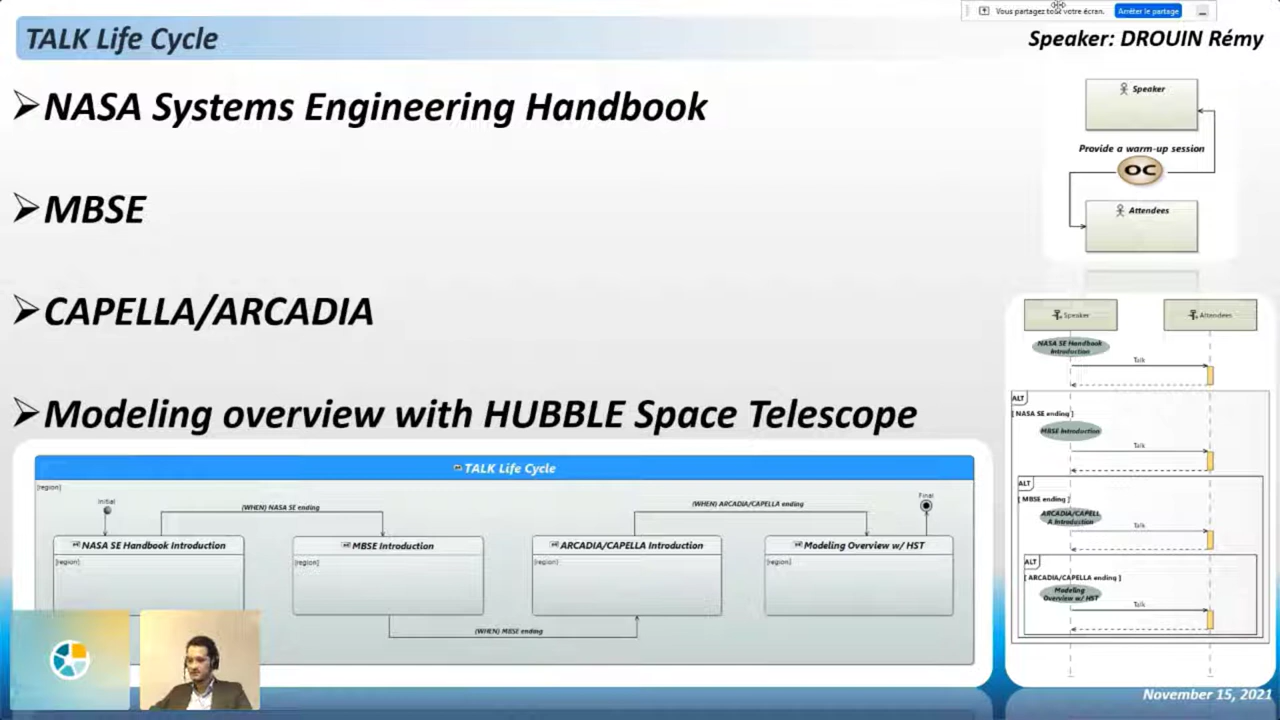 Vous partagez tout votre écran.
Arrêter le partage
TALK Life Cycle
Speaker: DROUIN Rémy
➢NASA Systems Engineering Handbook
➢MBSE
➢CAPELLA/ARCADIA
➢Modeling overview with HUBBLE Space Telescope
Speaker
Provide a warm-up session
OC
Attendees
Speaker
Attendees
NASA SE Handbook
Introduction
Talk
ALT
[ NASA SE ending ]
MBSE Introduction
Talk
ALT
[ MBSE ending ]
ARCADIA/CAPELL
A Introduction
Talk
ALT
[ ARCADIA/CAPELLA ending ]
Modeling
Overview w/ HST
Talk
TALK Life Cycle
[region]
Initial
(WHEN) NASA SE ending
(WHEN) ARCADIA/CAPELLA ending
Final
NASA SE Handbook Introduction
[region]
MBSE Introduction
[region]
ARCADIA/CAPELLA Introduction
[region]
Modeling Overview w/ HST
[region]
(WHEN) MBSE ending
November 15, 2021